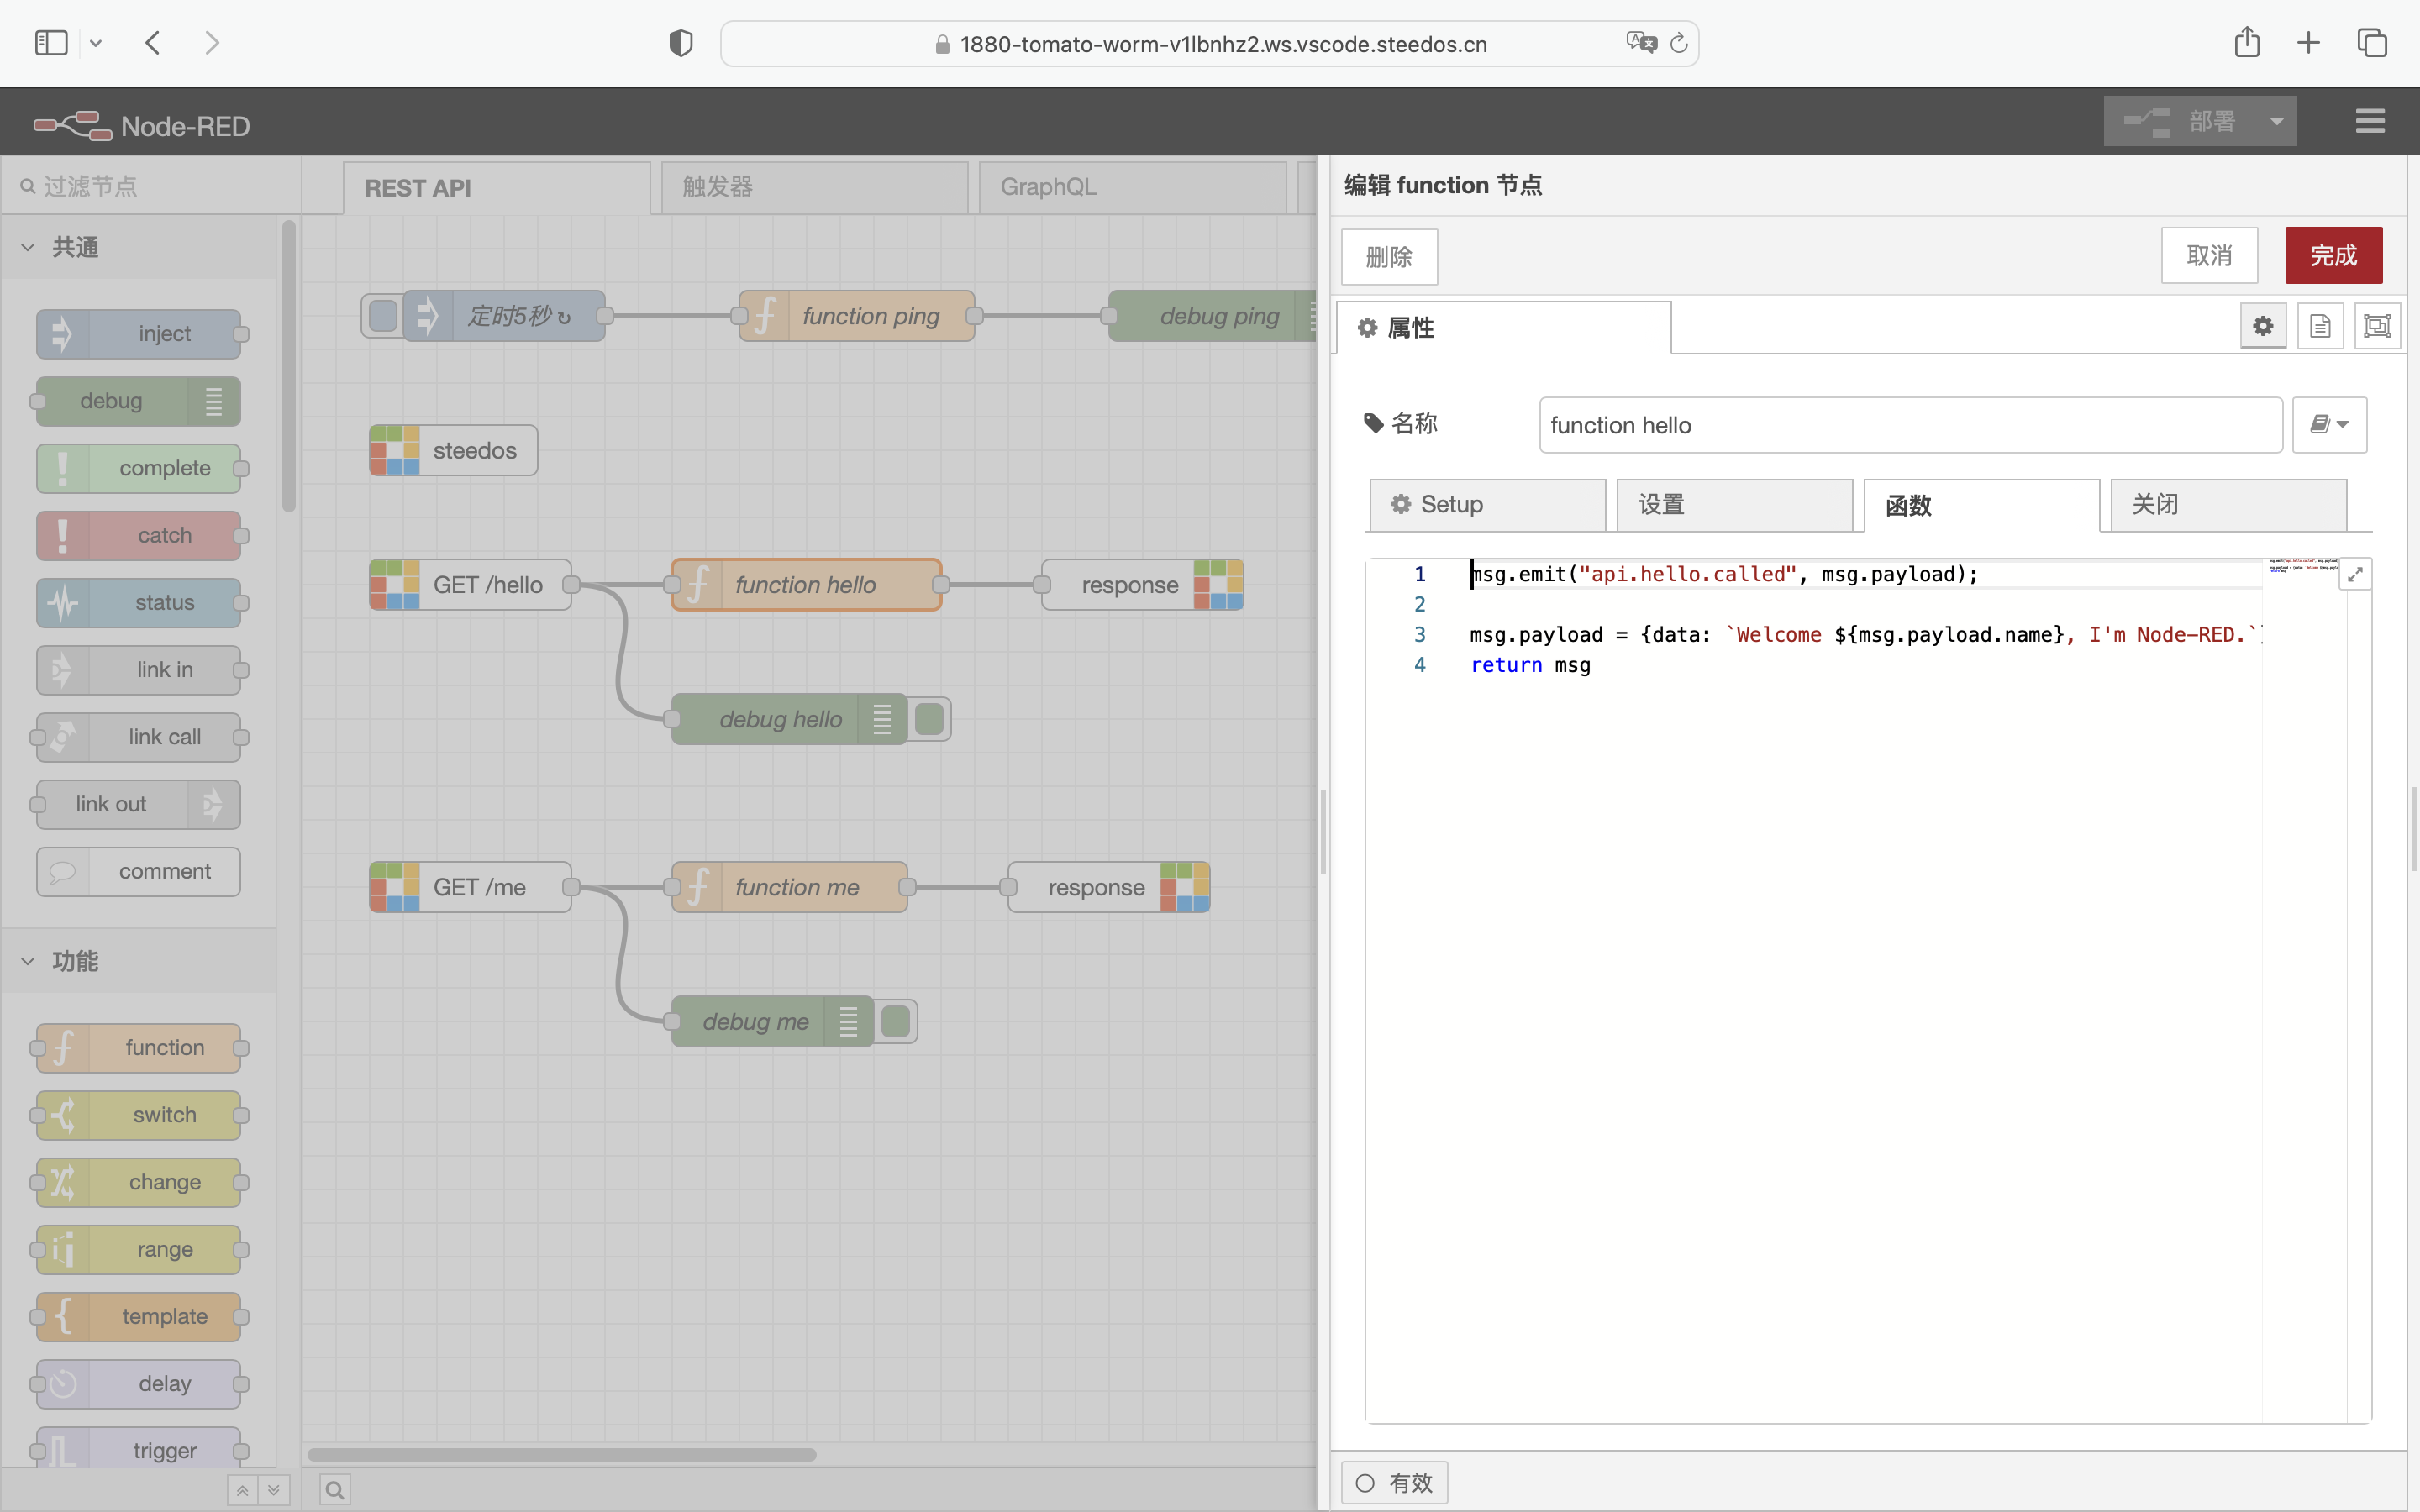 1880-tomato-worm-v1lbnhz2.ws.vscode.steedos.cn
Node-RED
部署
过滤节点
共通
inject
debug
complete
catch
status
link in
link call
link out
comment
功能
function
switch
change
range
template
delay
trigger
REST API
触发器
GraphQL
定时5秒 ↻
function ping
debug ping
steedos
GET /hello
function hello
response
debug hello
GET /me
function me
response
debug me
编辑 function 节点
删除
取消
完成
属性
名称
function hello
Setup
设置
函数
关闭
1 msg.emit("api.hello.called", msg.payload);
2
3 msg.payload = {data: `Welcome ${msg.payload.name}, I'm Node-RED.`
4 return msg
有效